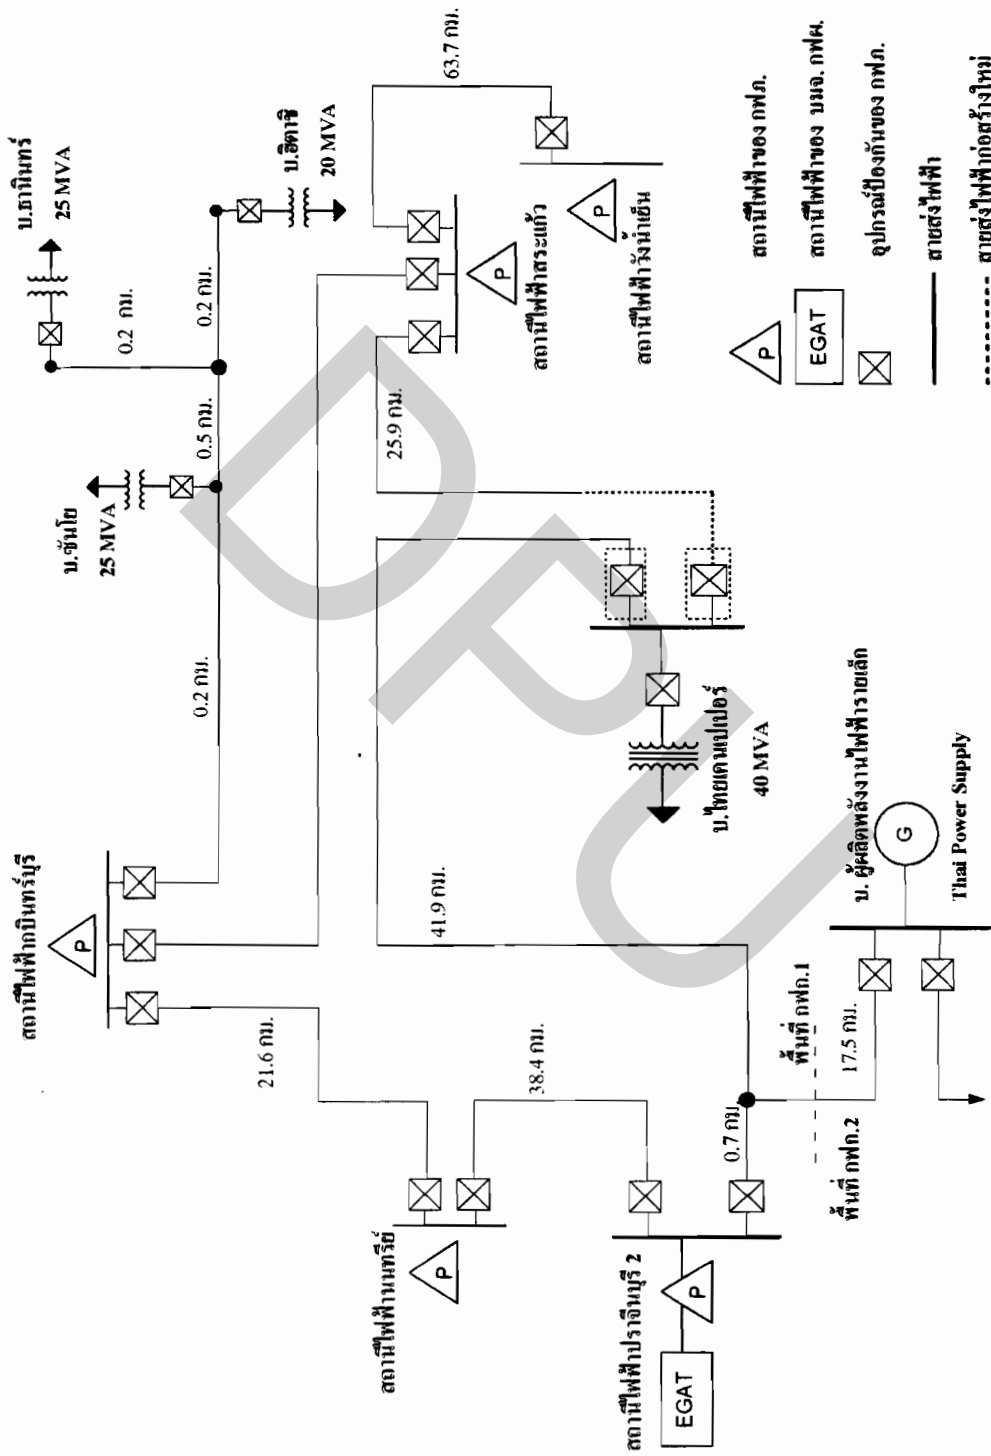 บ.ธานินทร์
25 MVA
0.2 กม.
0.2 กม.
บ.ฮิตาชิ
20 MVA
63.7 กม.
บ.ซันโย
25 MVA
0.5 กม.
0.2 กม.
P
สถานีไฟฟ้าสระแก้ว
P
สถานีไฟฟ้าวังน้ำเย็น
25.9 กม.
สถานีไฟฟ้ากบินทร์บุรี
P
21.6 กม.
41.9 กม.
บ.ไทยเคนเปเปอร์
40 MVA
38.4 กม.
สถานีไฟฟ้านนทรีย์
P
สถานีไฟฟ้าปราจีนบุรี 2
EGAT
P
0.7 กม.
พื้นที่ กฟก.1
พื้นที่ กฟก.2
17.5 กม.
บ. ผู้ผลิตพลังงานไฟฟ้ารายเล็ก
G
Thai Power Supply
P
สถานีไฟฟ้าของ กฟภ.
EGAT
สถานีไฟฟ้าของ บมจ. กฟผ.
อุปกรณ์ป้องกันของ กฟภ.
สายส่งไฟฟ้า
สายส่งไฟฟ้าก่อสร้างใหม่
DPU